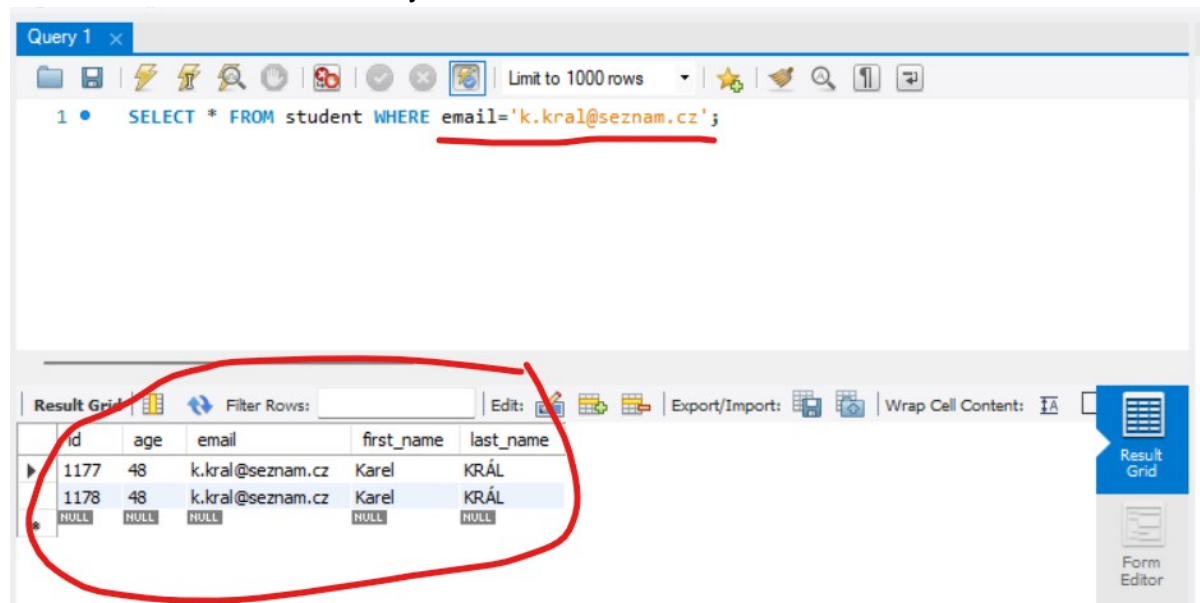 Query 1
Limit to 1000 rows
1 SELECT * FROM student WHERE email='k.kral@seznam.cz';
Result Grid Filter Rows: Edit: Export/Import: Wrap Cell Content: IA
id age email first_name last_name
1177 48 k.kral@seznam.cz Karel KRÁL
1178 48 k.kral@seznam.cz Karel KRÁL
NULL NULL NULL NULL NULL
Result
Grid
Form
Editor